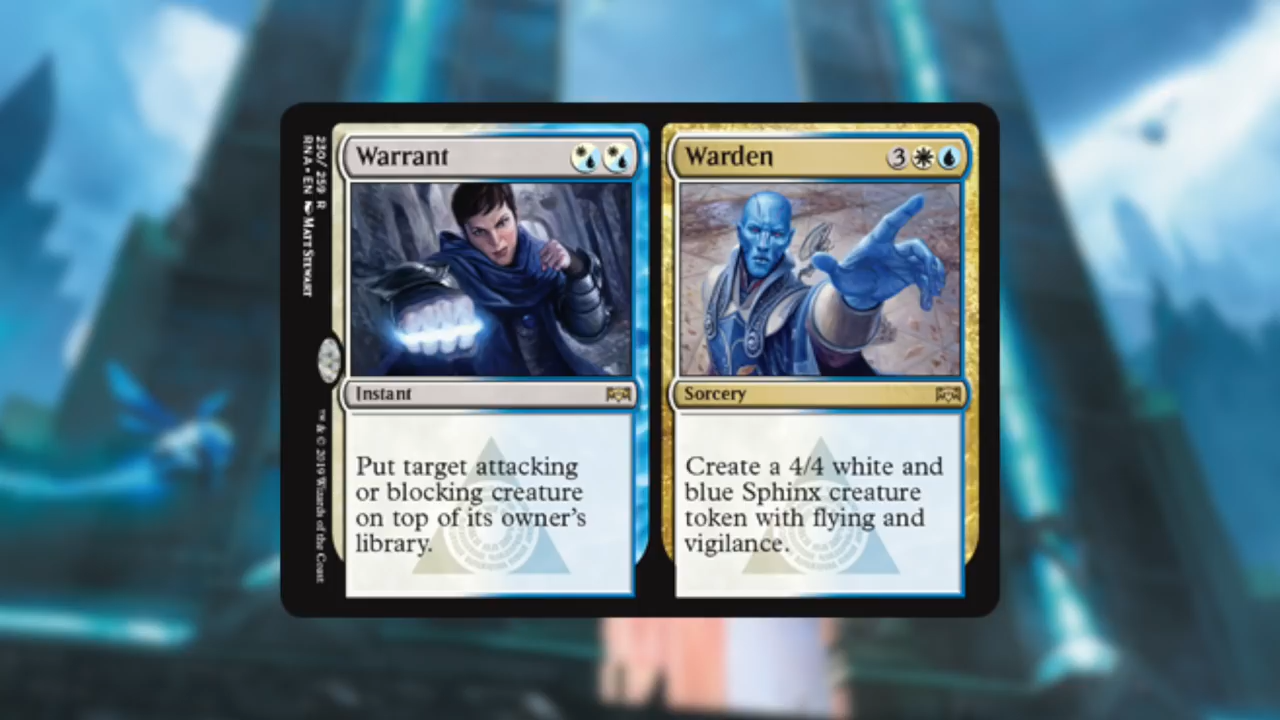 230/259 R
RNA • EN MATT STEWART
™ & © 2019 Wizards of the Coast
Warrant
Instant
Put target attacking
or blocking creature
on top of its owner's
library.
Warden
3
Sorcery
Create a 4/4 white and
blue Sphinx creature
token with flying and
vigilance.